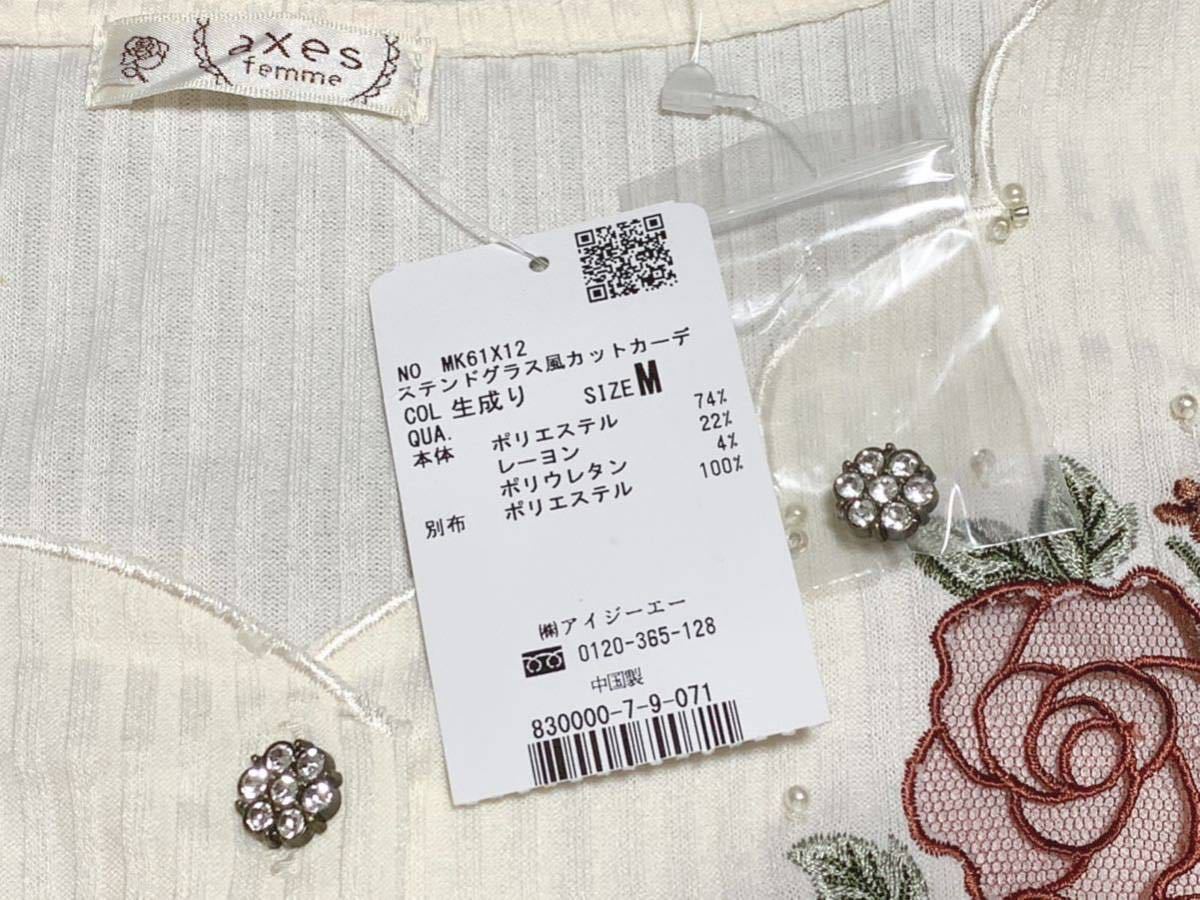 axes
femme
NO MK61X12
ステンドグラス風カットカーデ
COL 生成り SIZE M
QUA.
本体 ポリエステル 74%
レーヨン 22%
ポリウレタン 4%
別布 ポリエステル 100%
㈱アイジーエー
0120-365-128
中国製
830000-7-9-071